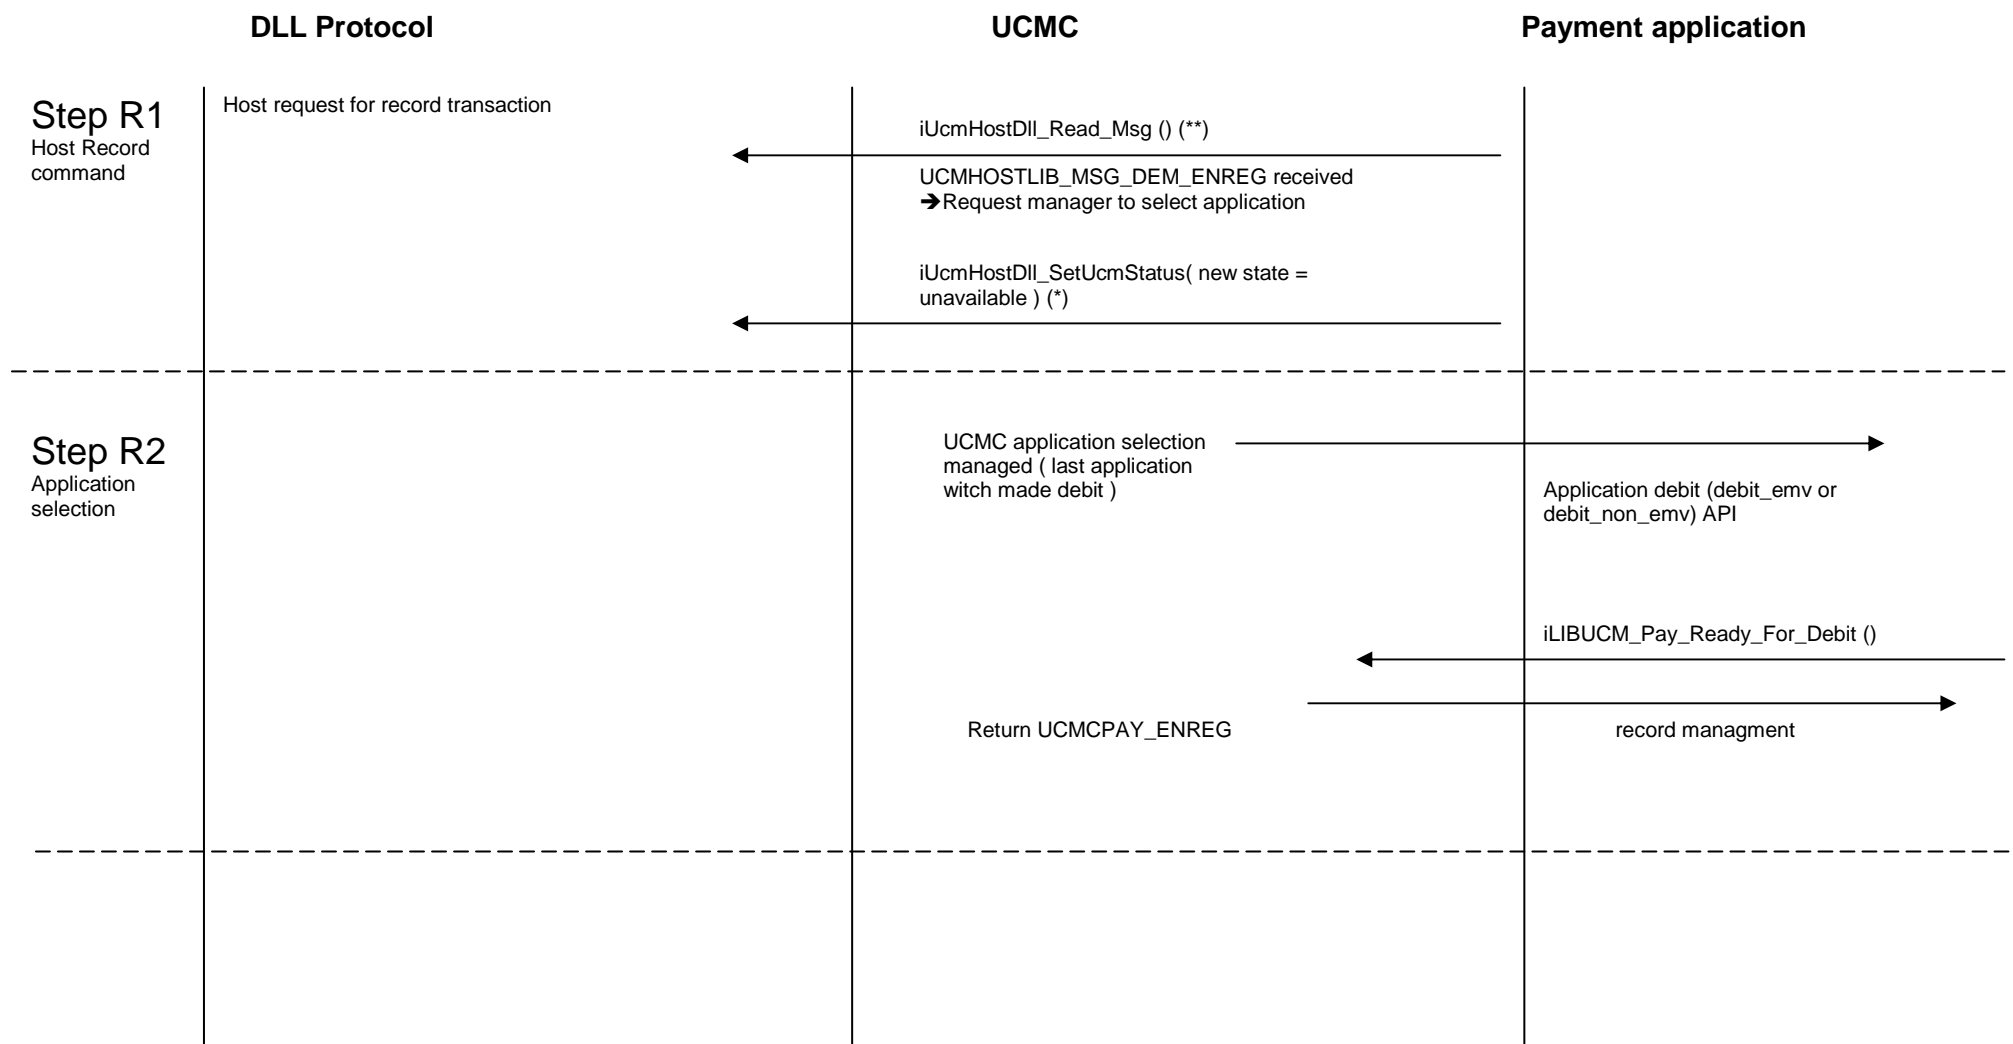 DLL Protocol
UCMC
Payment application
Step R1
Host Record
command
Host request for record transaction
iUcmHostDll_Read_Msg () (**)
UCMHOSTLIB_MSG_DEM_ENREG received
➔Request manager to select application
iUcmHostDll_SetUcmStatus( new state =
unavailable ) (*)
Step R2
Application
selection
UCMC application selection
managed ( last application
witch made debit )
Application debit (debit_emv or
debit_non_emv) API
iLIBUCM_Pay_Ready_For_Debit ()
Return UCMCPAY_ENREG
record managment